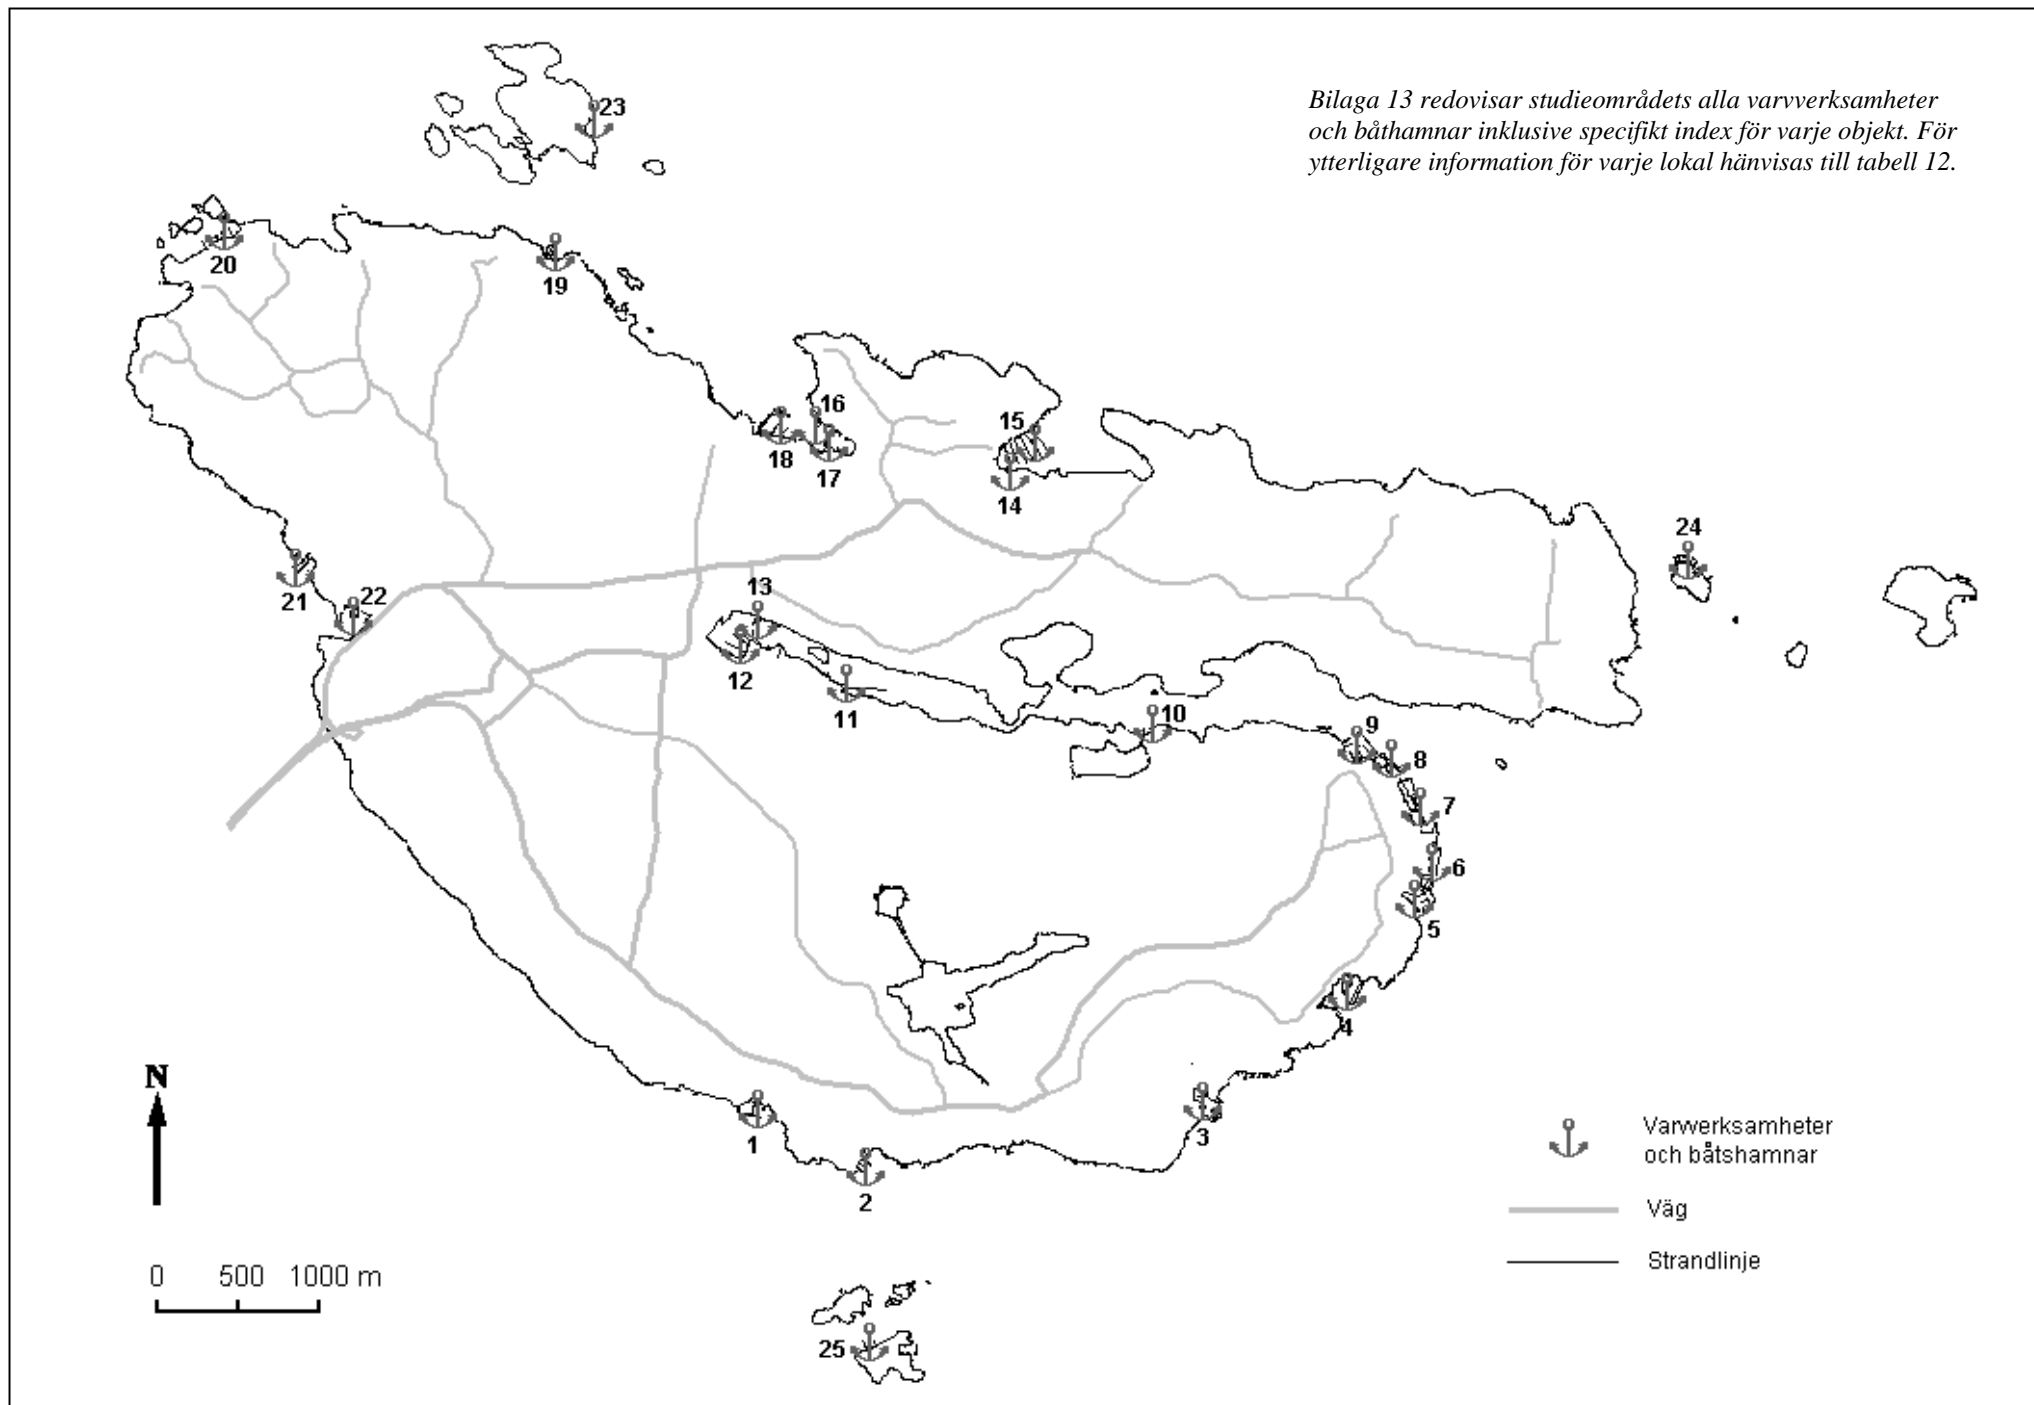 Bilaga 13 redovisar studieområdets alla varvverksamheter
och båthamnar inklusive specifikt index för varje objekt. För
ytterligare information för varje lokal hänvisas till tabell 12.
23
20
19
16
18
17
15
14
24
21
22
13
12
11
10
9
8
7
6
5
4
3
1
2
25
N
0 500 1000 m
Varvverksamheter
och båtshamnar
Väg
Strandlinje